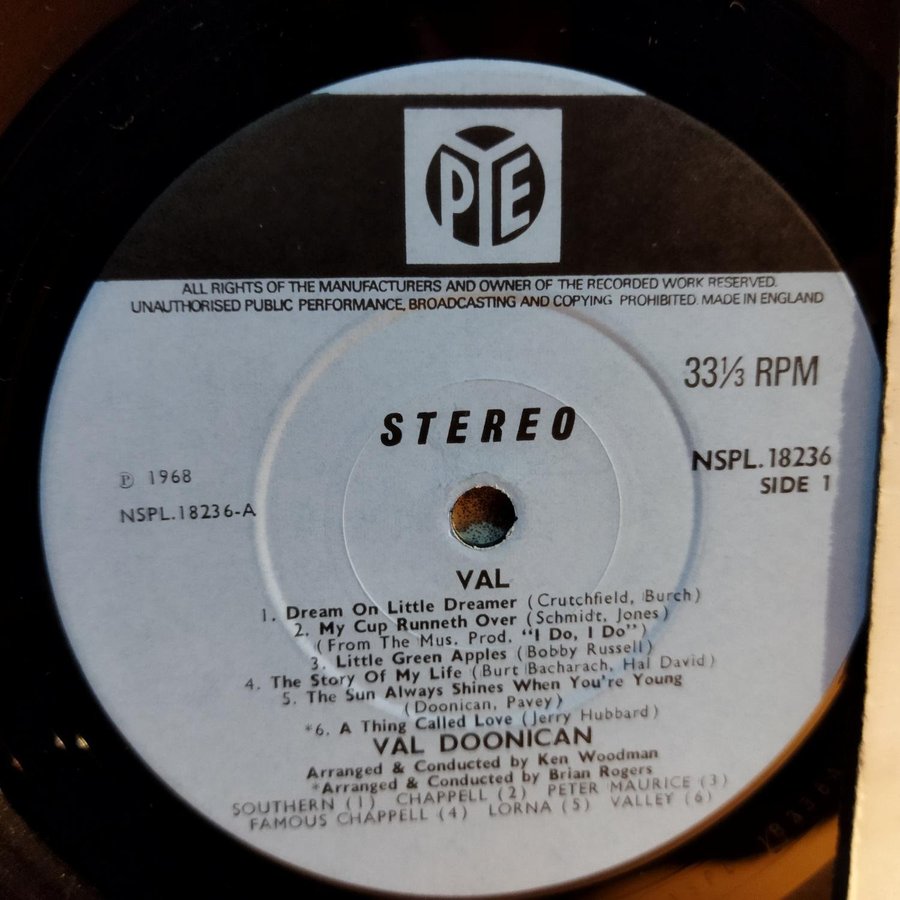 PYE
ALL RIGHTS OF THE MANUFACTURERS AND OWNER OF THE RECORDED WORK RESERVED.
UNAUTHORISED PUBLIC PERFORMANCE, BROADCASTING AND COPYING PROHIBITED. MADE IN ENGLAND
33⅓ RPM
STEREO
℗ 1968
NSPL.18236-A
NSPL.18236
SIDE 1
VAL
1. Dream On Little Dreamer (Crutchfield, Burch)
2. My Cup Runneth Over (Schmidt, Jones)
(From The Mus. Prod. "I Do, I Do")
3. Little Green Apples (Bobby Russell)
4. The Story Of My Life (Burt Bacharach, Hal David)
5. The Sun Always Shines When You're Young
(Doonican, Pavey)
*6. A Thing Called Love (Jerry Hubbard)
VAL DOONICAN
Arranged & Conducted by Ken Woodman
*Arranged & Conducted by Brian Rogers
SOUTHERN (1) CHAPPELL (2) PETER MAURICE (3)
FAMOUS CHAPPELL (4) LORNA (5) VALLEY (6)